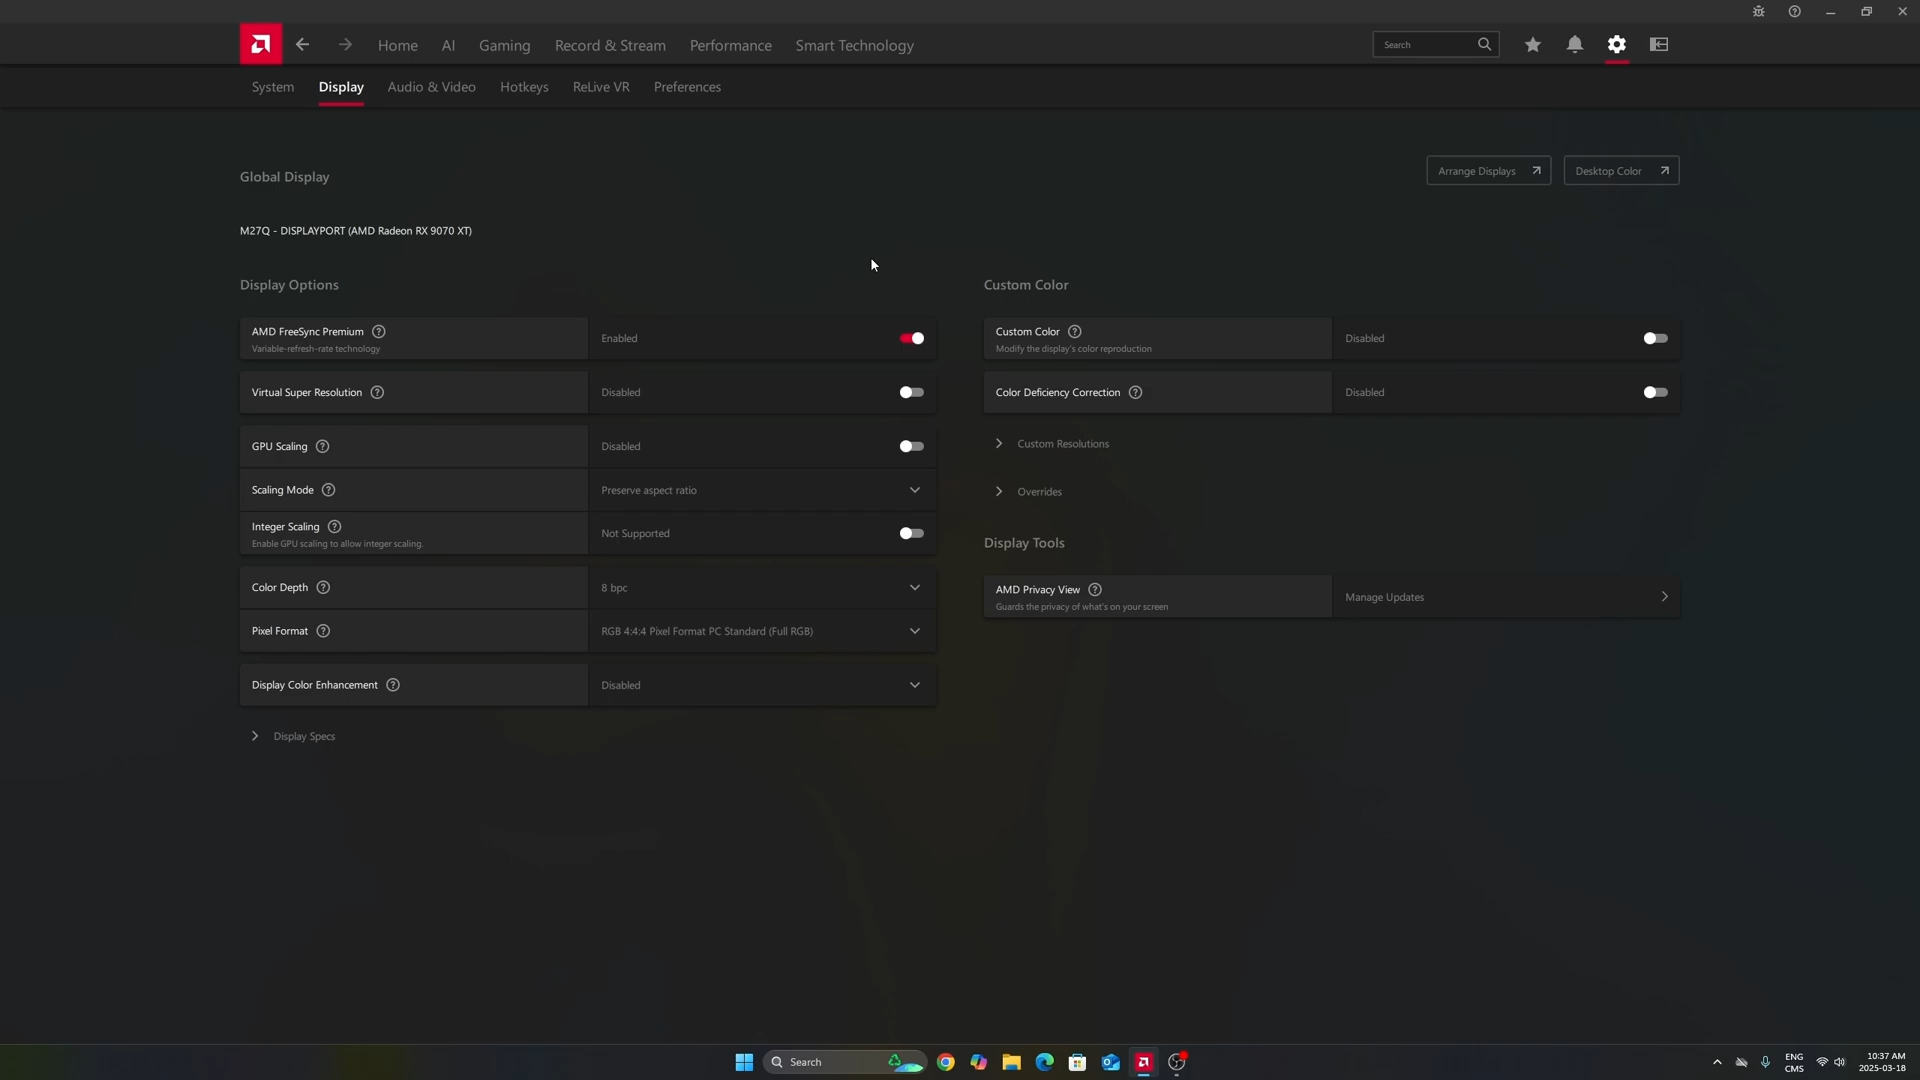 Home AI Gaming Record & Stream Performance Smart Technology Search
System Display Audio & Video Hotkeys ReLive VR Preferences
Global Display
Arrange Displays Desktop Color
M27Q - DISPLAYPORT (AMD Radeon RX 9070 XT)
Display Options
AMD FreeSync Premium
Variable-refresh-rate technology
Enabled
Virtual Super Resolution
Disabled
GPU Scaling
Disabled
Scaling Mode
Preserve aspect ratio
Integer Scaling
Enable GPU scaling to allow integer scaling.
Not Supported
Color Depth
8 bpc
Pixel Format
RGB 4:4:4 Pixel Format PC Standard (Full RGB)
Display Color Enhancement
Disabled
Display Specs
Custom Color
Custom Color
Modify the display's color reproduction
Disabled
Color Deficiency Correction
Disabled
Custom Resolutions
Overrides
Display Tools
AMD Privacy View
Guards the privacy of what's on your screen
Manage Updates
Search
ENG
CMS
10:37 AM
2025-03-18